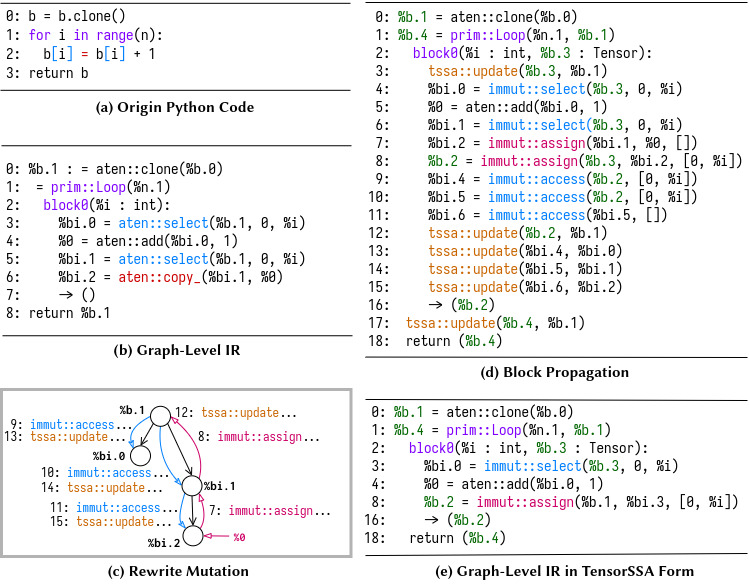 0: b = b.clone()
1: for i in range(n):
2:   b[i] = b[i] + 1
3: return b
(a) Origin Python Code
0: %b.1 : = aten::clone(%b.0)
1:  = prim::Loop(%n.1)
2:   block0(%i : int):
3:     %bi.0 = aten::select(%b.1, 0, %i)
4:     %0 = aten::add(%bi.0, 1)
5:     %bi.1 = aten::select(%b.1, 0, %i)
6:     %bi.2 = aten::copy_(%bi.1, %0)
7:     → ()
8: return %b.1
(b) Graph-Level IR
%b.1
12: tssa::update...
9: immut::access...
13: tssa::update...
8: immut::assign...
%bi.0
10: immut::access...
14: tssa::update...
%bi.1
11: immut::access...
15: tssa::update...
7: immut::assign...
%0
%bi.2
(c) Rewrite Mutation
0: %b.1 = aten::clone(%b.0)
1: %b.4 = prim::Loop(%n.1, %b.1)
2:   block0(%i : int, %b.3 : Tensor):
3:     tssa::update(%b.3, %b.1)
4:     %bi.0 = immut::select(%b.3, 0, %i)
5:     %0 = aten::add(%bi.0, 1)
6:     %bi.1 = immut::select(%b.3, 0, %i)
7:     %bi.2 = immut::assign(%bi.1, %0, [])
8:     %b.2 = immut::assign(%b.3, %bi.2, [0, %i])
9:     %bi.4 = immut::access(%b.2, [0, %i])
10:     %bi.5 = immut::access(%b.2, [0, %i])
11:     %bi.6 = immut::access(%bi.5, [])
12:     tssa::update(%b.2, %b.1)
13:     tssa::update(%bi.4, %bi.0)
14:     tssa::update(%bi.5, %bi.1)
15:     tssa::update(%bi.6, %bi.2)
16:     → (%b.2)
17:  tssa::update(%b.4, %b.1)
18:  return (%b.4)
(d) Block Propagation
0: %b.1 = aten::clone(%b.0)
1: %b.4 = prim::Loop(%n.1, %b.1)
2:   block0(%i : int, %b.3 : Tensor):
3:     %bi.0 = immut::select(%b.3, 0, %i)
4:     %0 = aten::add(%bi.0, 1)
8:     %b.2 = immut::assign(%b.1, %bi.3, [0, %i])
16:     → (%b.2)
18:   return (%b.4)
(e) Graph-Level IR in TensorSSA Form